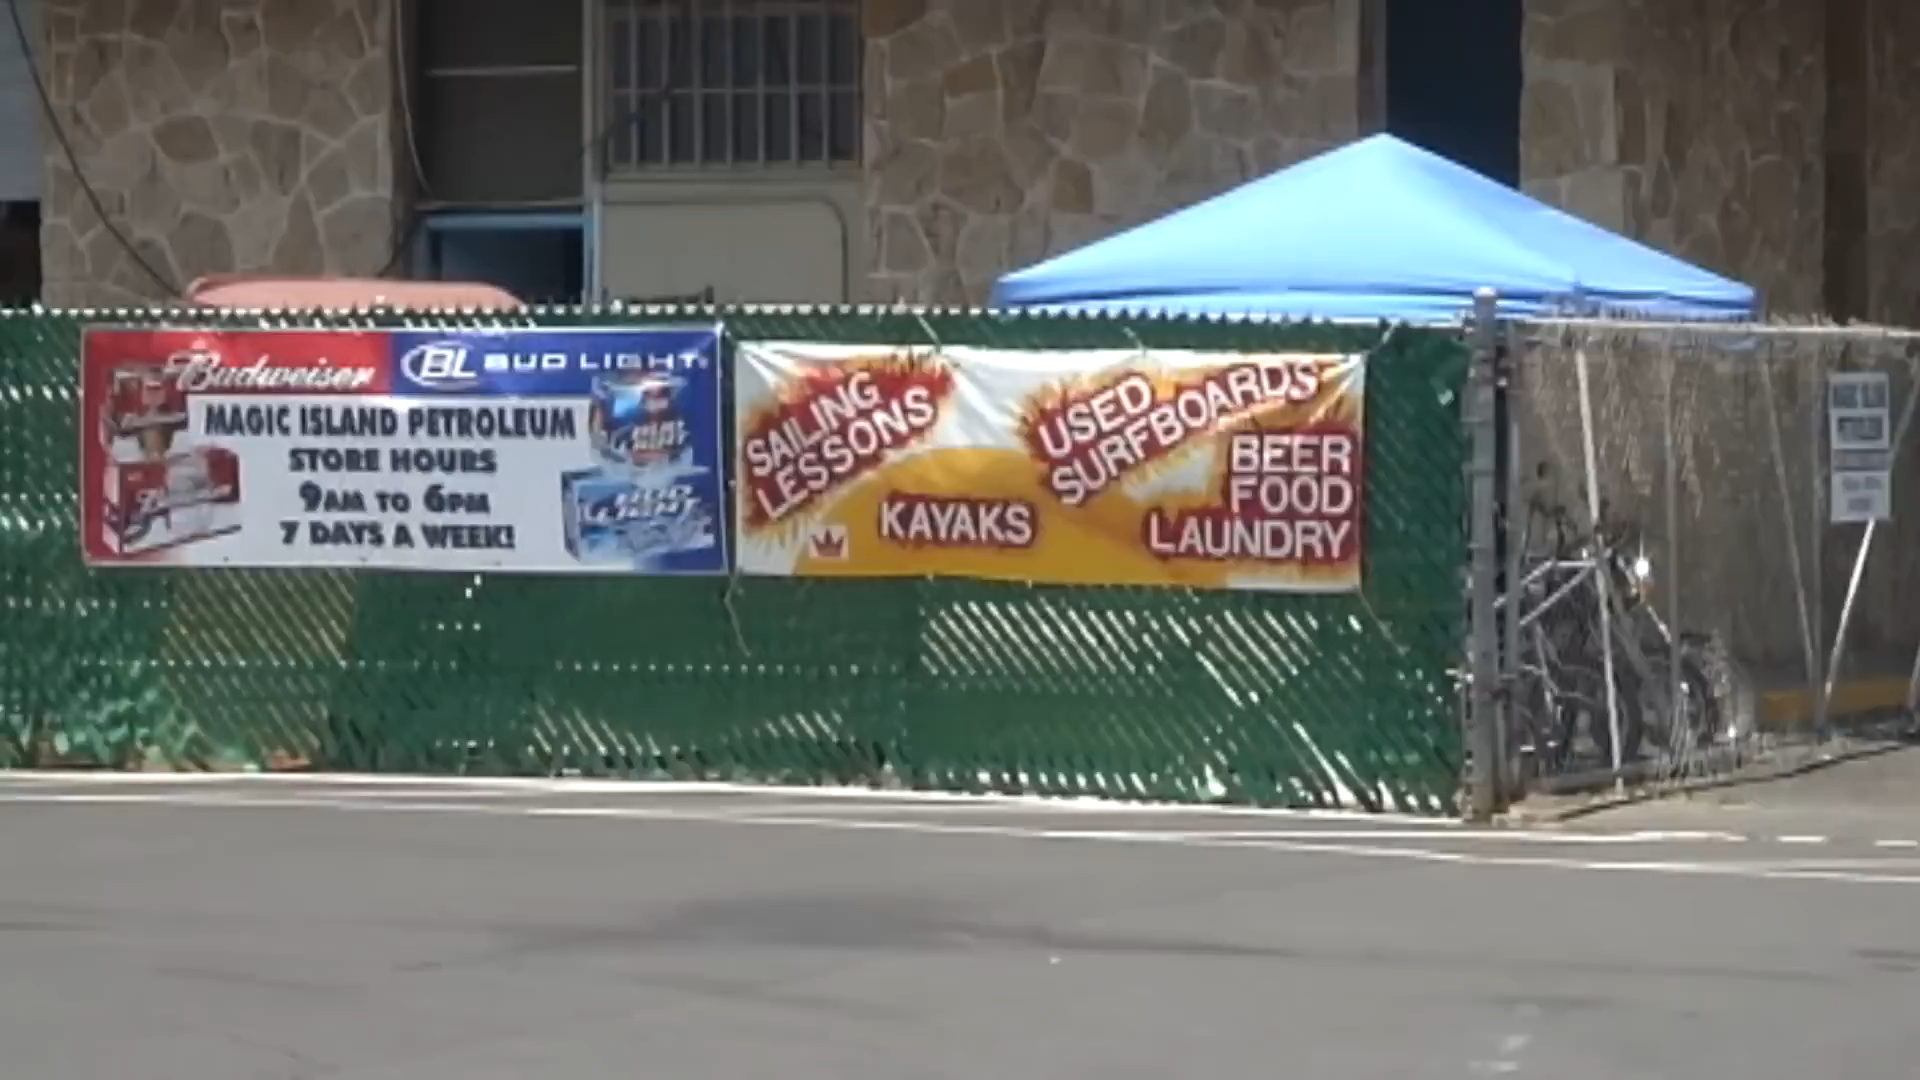 Budweiser
BL BUD LIGHT
MAGIC ISLAND PETROLEUM
STORE HOURS
9AM TO 6PM
7 DAYS A WEEK!
SAILING
LESSONS
KAYAKS
USED
SURFBOARDS
BEER
FOOD
LAUNDRY